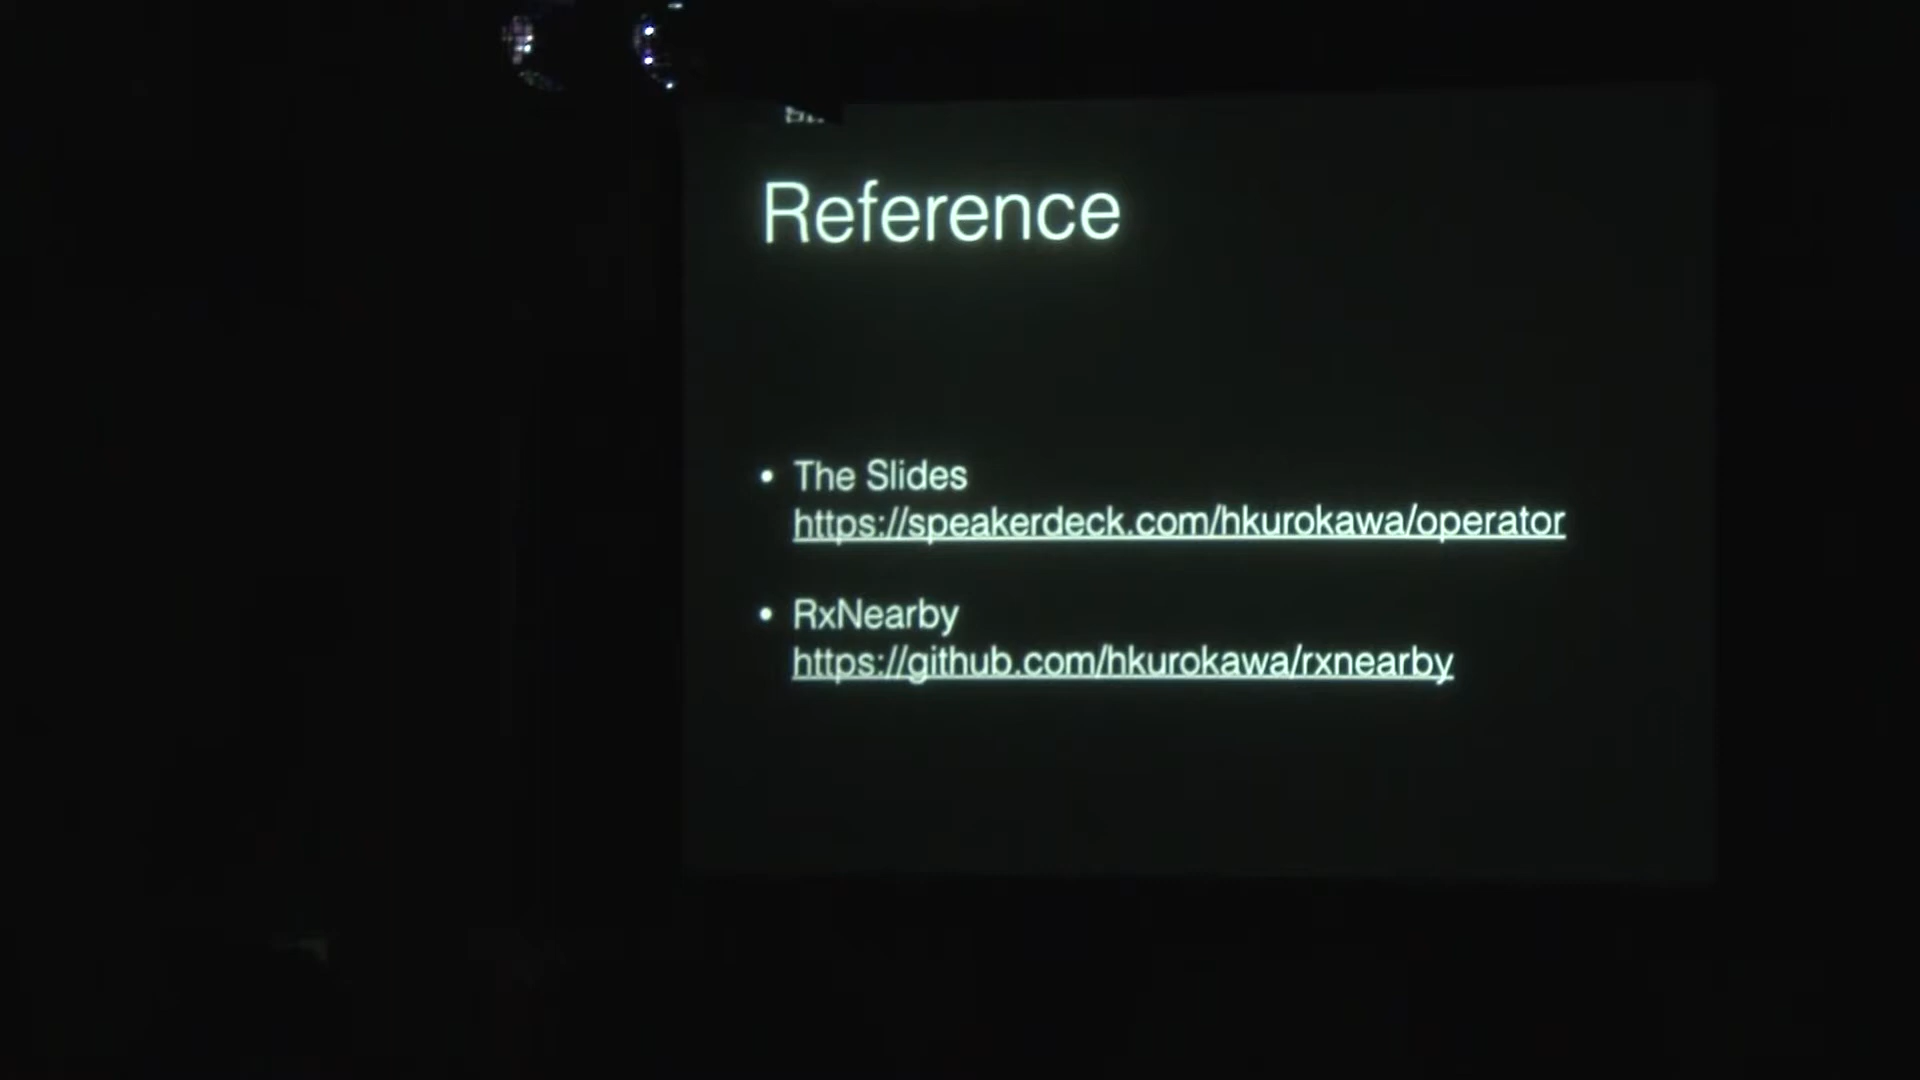 Reference
• The Slides
https://speakerdeck.com/hkurokawa/operator
• RxNearby
https://github.com/hkurokawa/rxnearby